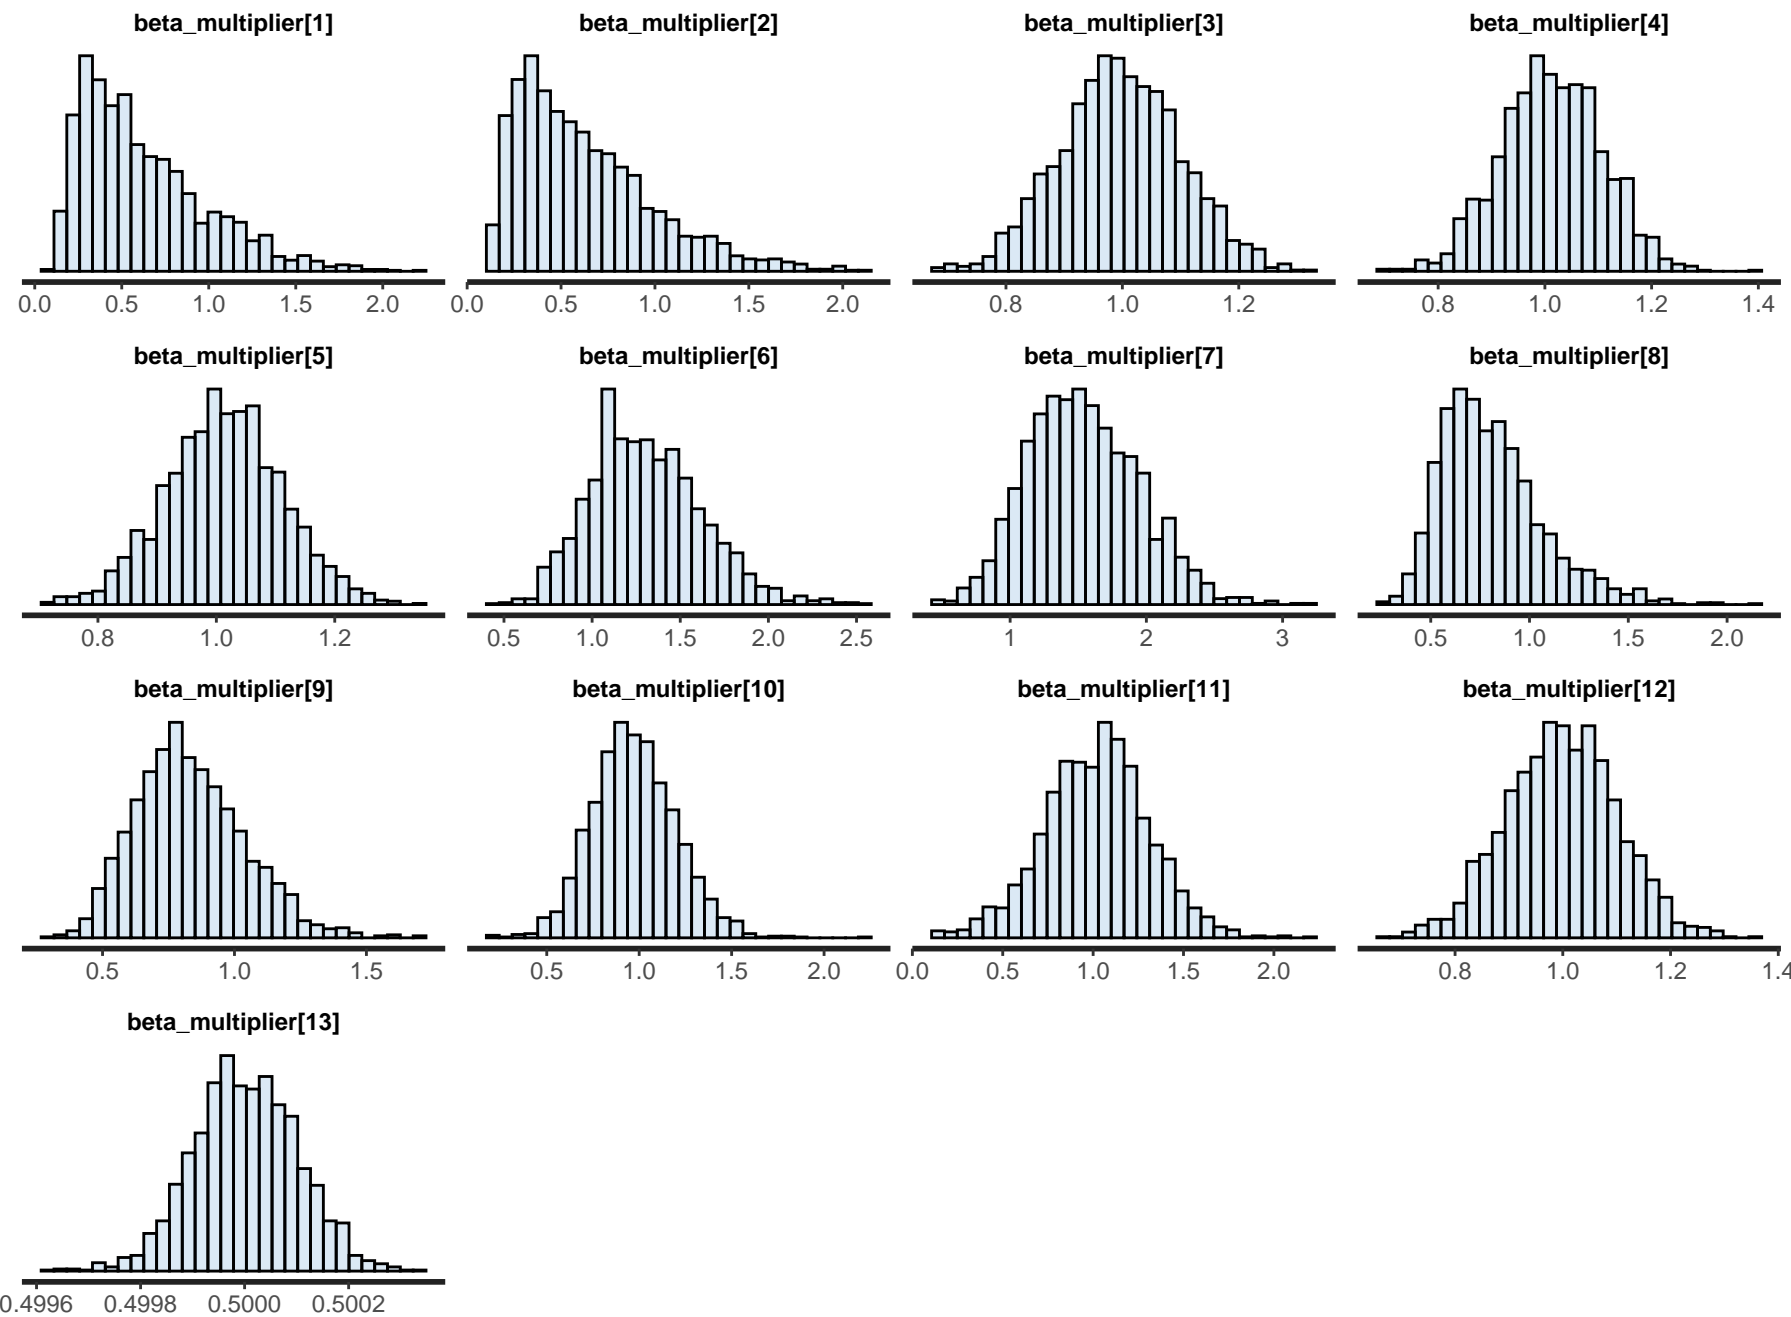 beta_multiplier[1] beta_multiplier[2] beta_multiplier[3] beta_multiplier[4]
0.0 0.5 1.0 1.5 2.0 0.0 0.5 1.0 1.5 2.0 0.8 1.0 1.2 0.8 1.0 1.2 1.4
beta_multiplier[5] beta_multiplier[6] beta_multiplier[7] beta_multiplier[8]
0.8 1.0 1.2 0.5 1.0 1.5 2.0 2.5 1 2 3 0.5 1.0 1.5 2.0
beta_multiplier[9] beta_multiplier[10] beta_multiplier[11] beta_multiplier[12]
0.5 1.0 1.5 0.5 1.0 1.5 2.0 0.0 0.5 1.0 1.5 2.0 0.8 1.0 1.2 1.4
beta_multiplier[13]
0.4996 0.4998 0.5000 0.5002